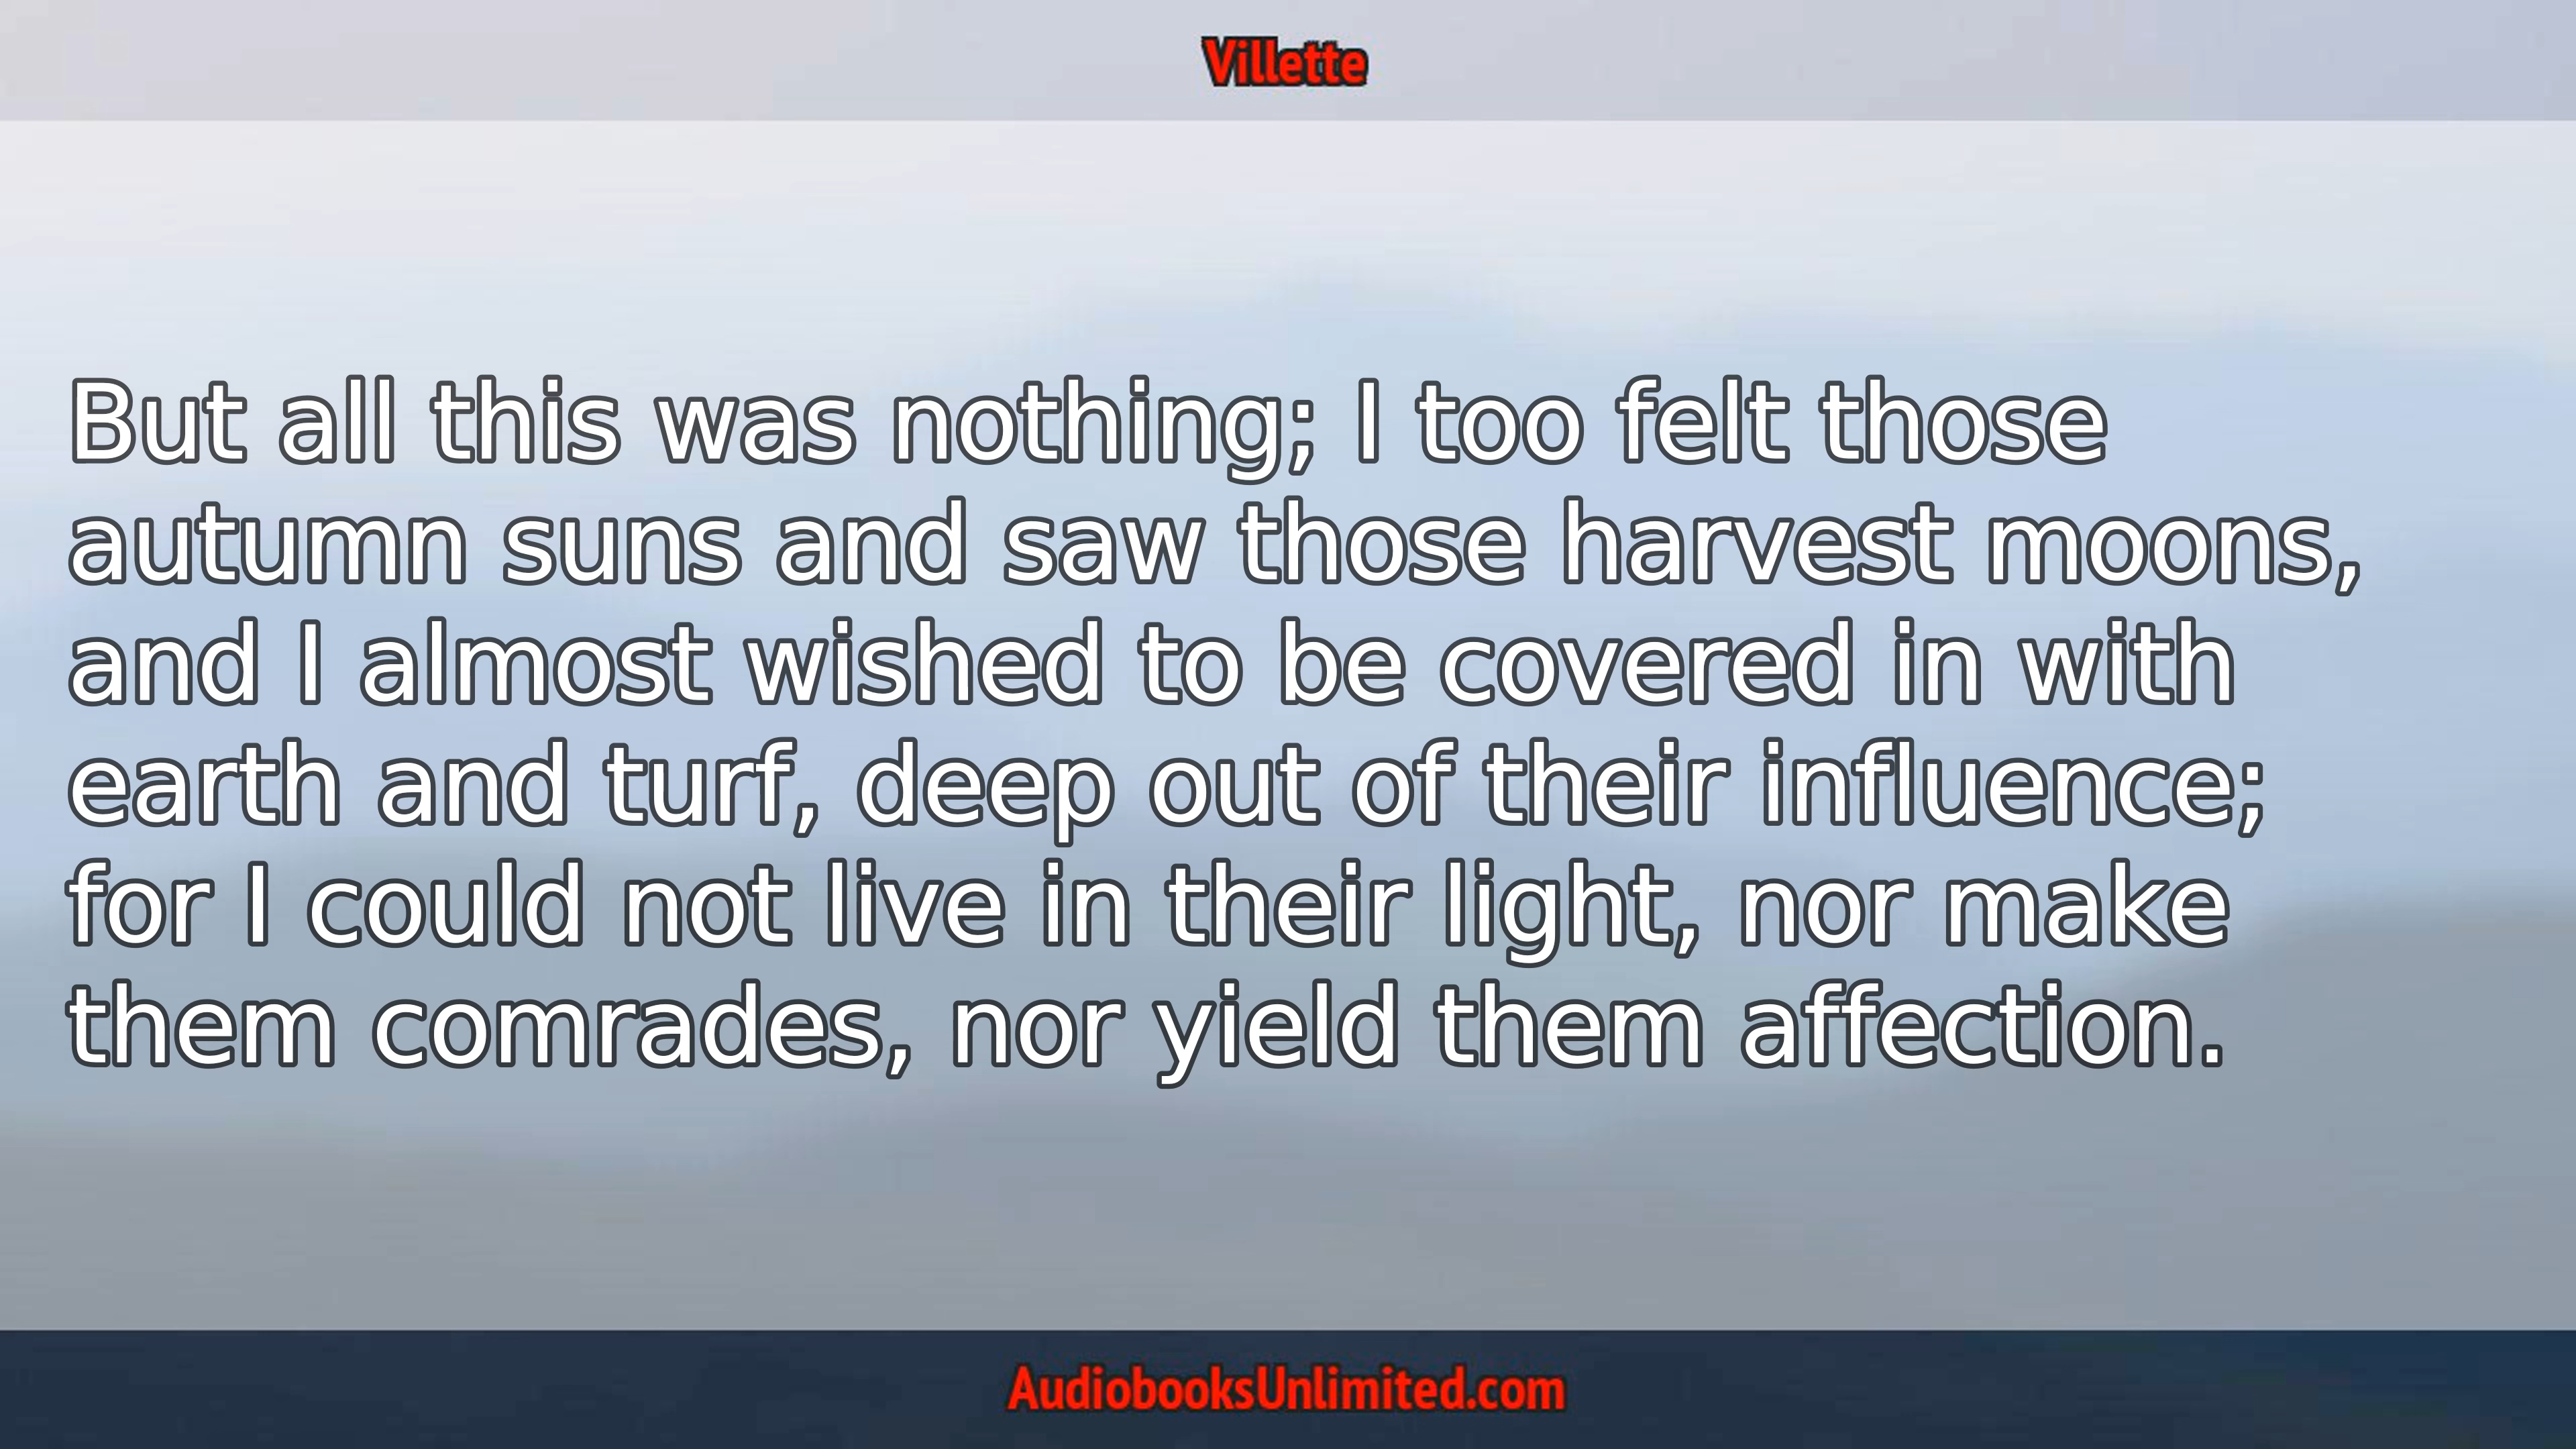 Villette
But all this was nothing; I too felt those
autumn suns and saw those harvest moons,
and I almost wished to be covered in with
earth and turf, deep out of their influence;
for I could not live in their light, nor make
them comrades, nor yield them affection.
AudiobooksUnlimited.com